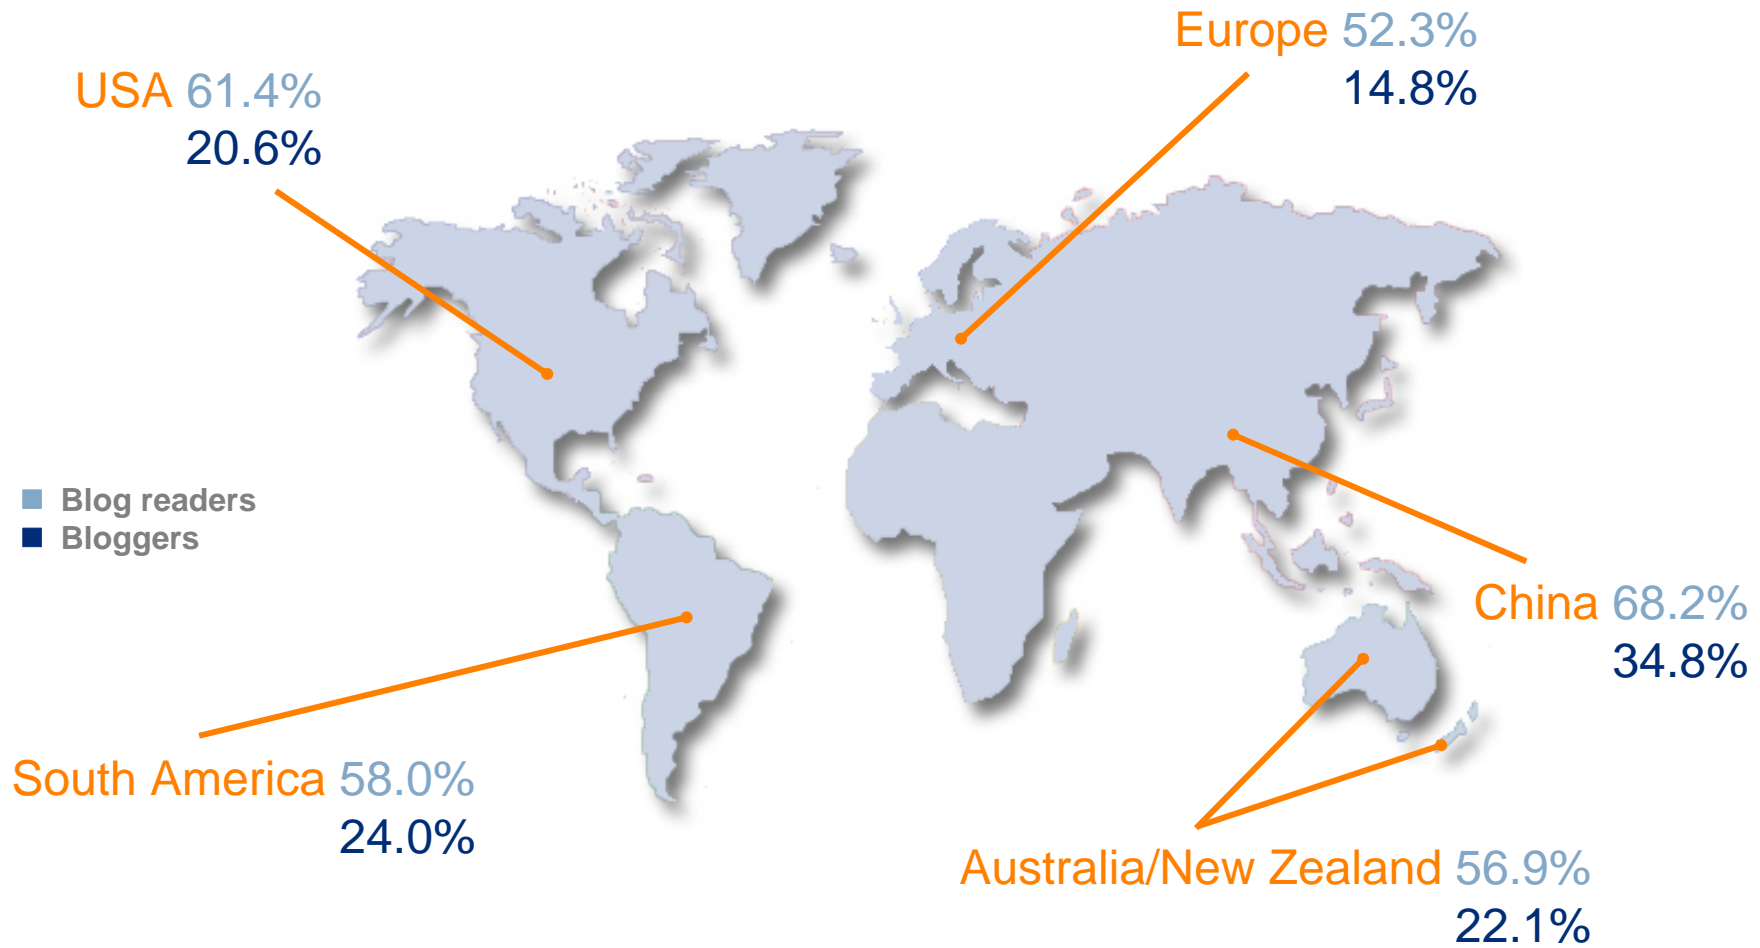 Europe 52.3%
14.8%
USA 61.4%
20.6%
Blog readers
Bloggers
China 68.2%
34.8%
South America 58.0%
24.0%
Australia/New Zealand 56.9%
22.1%